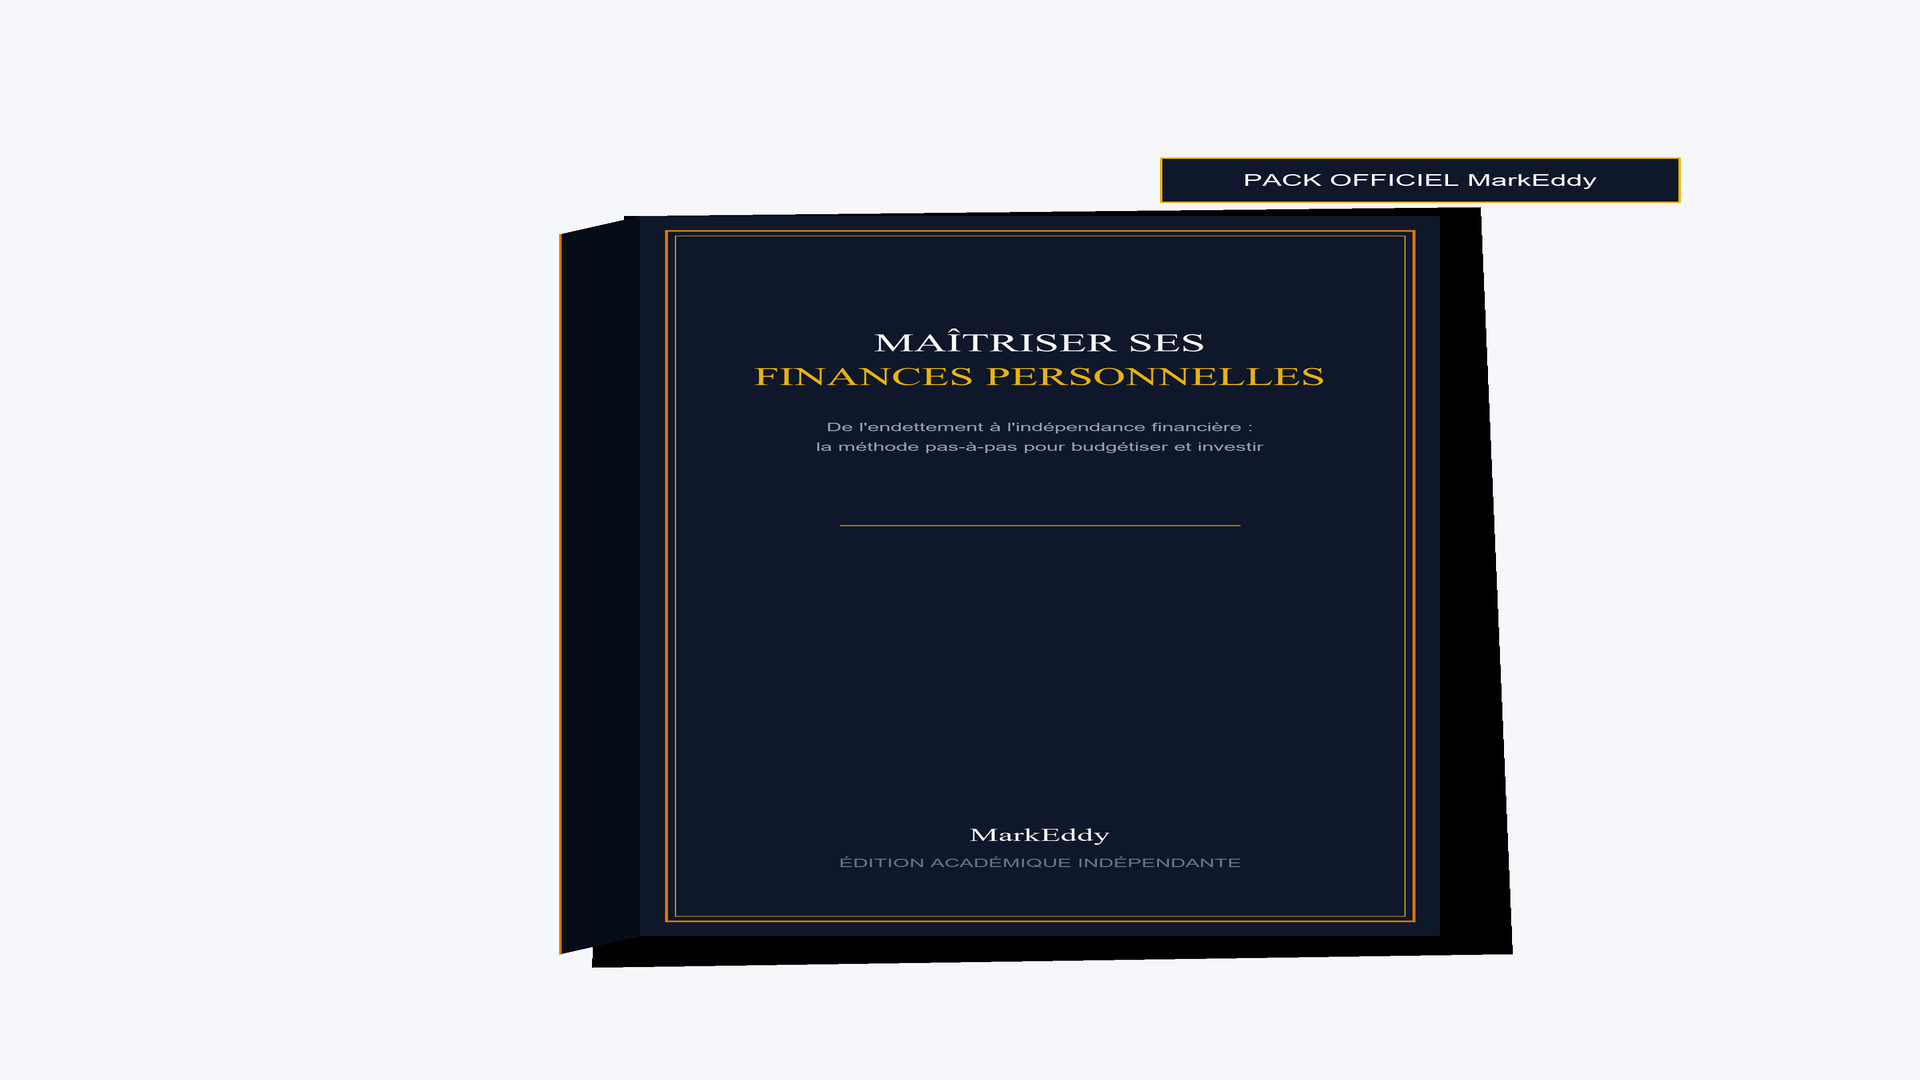 PACK OFFICIEL MarkEddy
MAÎTRISER SES
FINANCES PERSONNELLES
De l'endettement à l'indépendance financière :
la méthode pas-à-pas pour budgétiser et investir
MarkEddy
ÉDITION ACADÉMIQUE INDÉPENDANTE